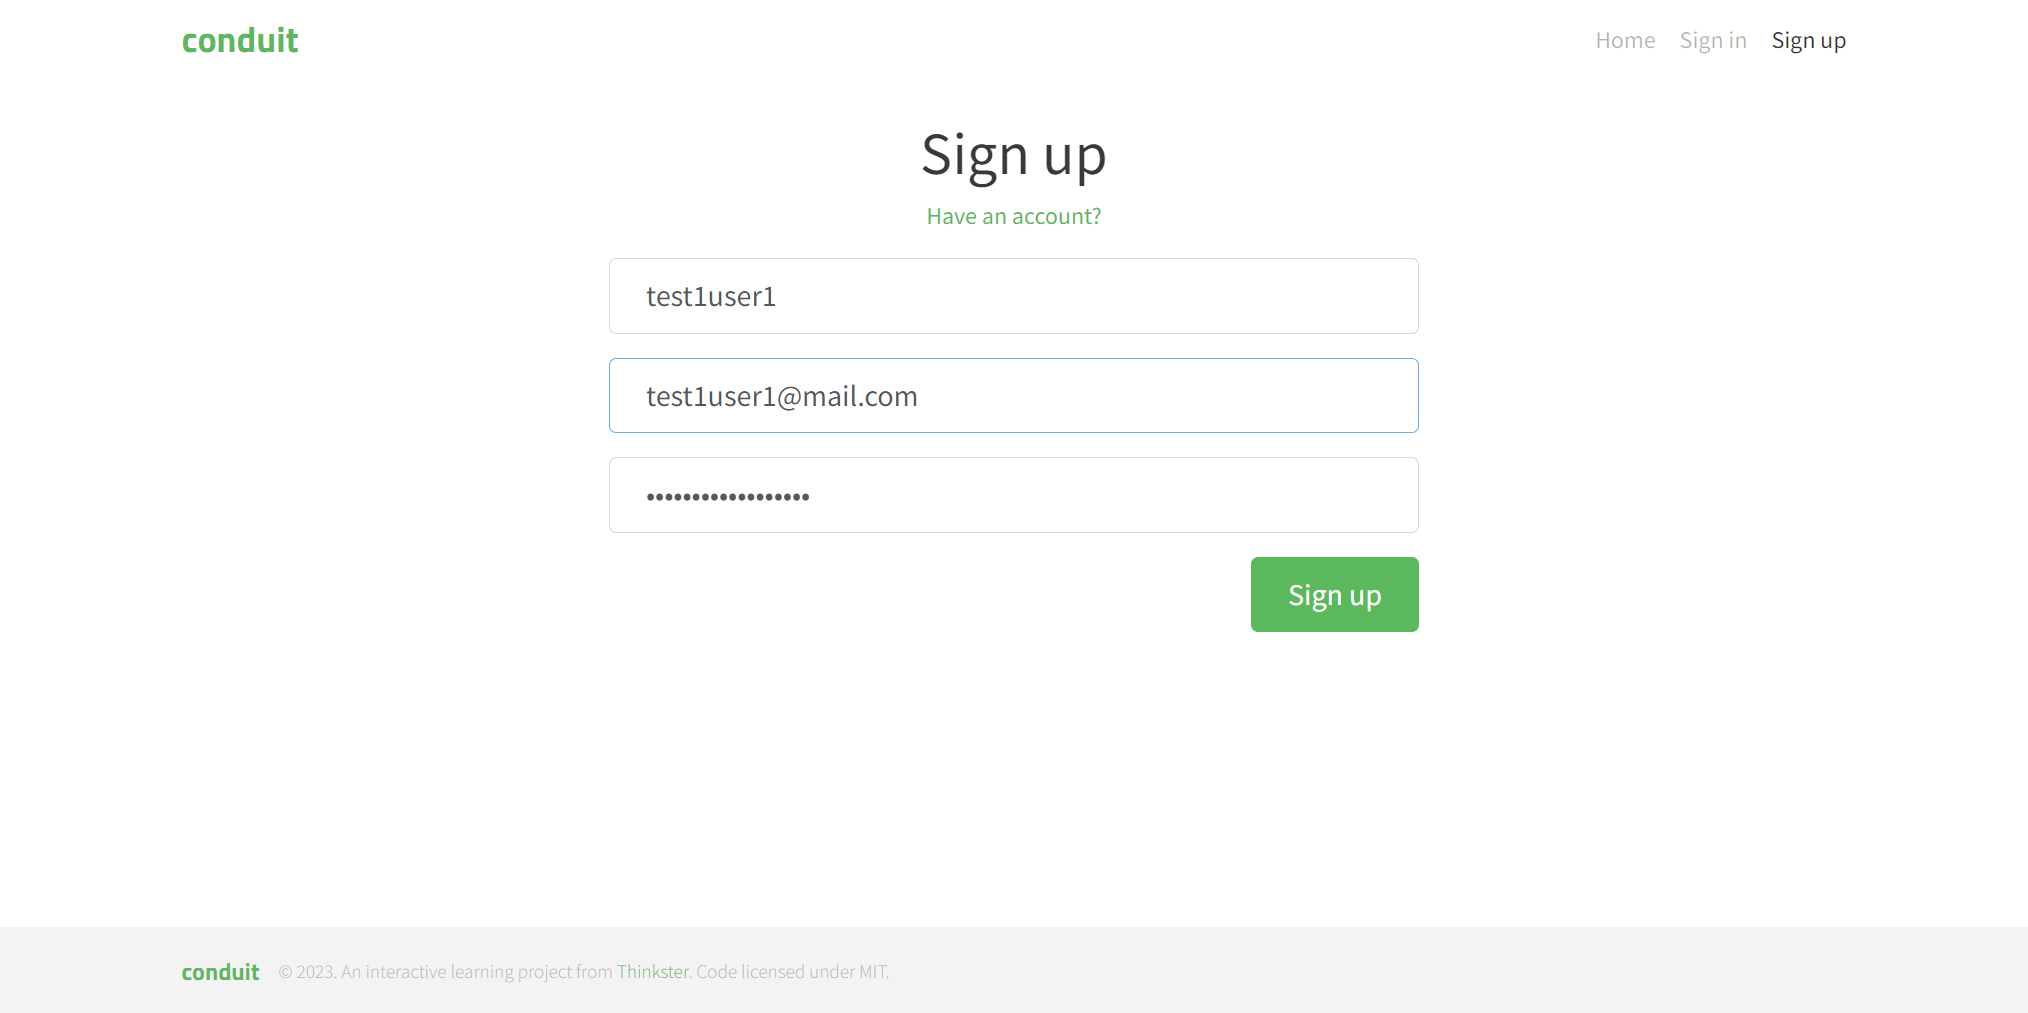 conduit
Home Sign in Sign up
Sign up
Have an account?
test1user1
test1user1@mail.com
••••••••••••••••••
Sign up
conduit © 2023. An interactive learning project from Thinkster. Code licensed under MIT.